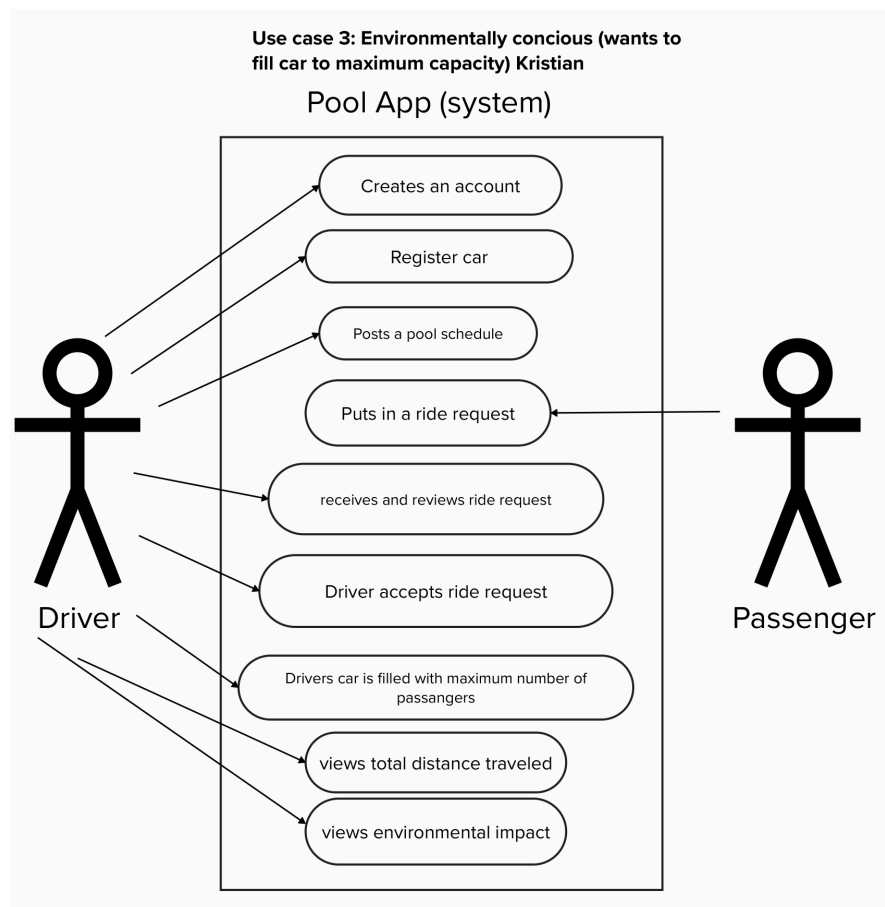 Use case 3: Environmentally concious (wants to
fill car to maximum capacity) Kristian
Pool App (system)
Creates an account
Register car
Posts a pool schedule
Puts in a ride request
receives and reviews ride request
Driver accepts ride request
Driver
Passenger
Drivers car is filled with maximum number of
passangers
views total distance traveled
views environmental impact